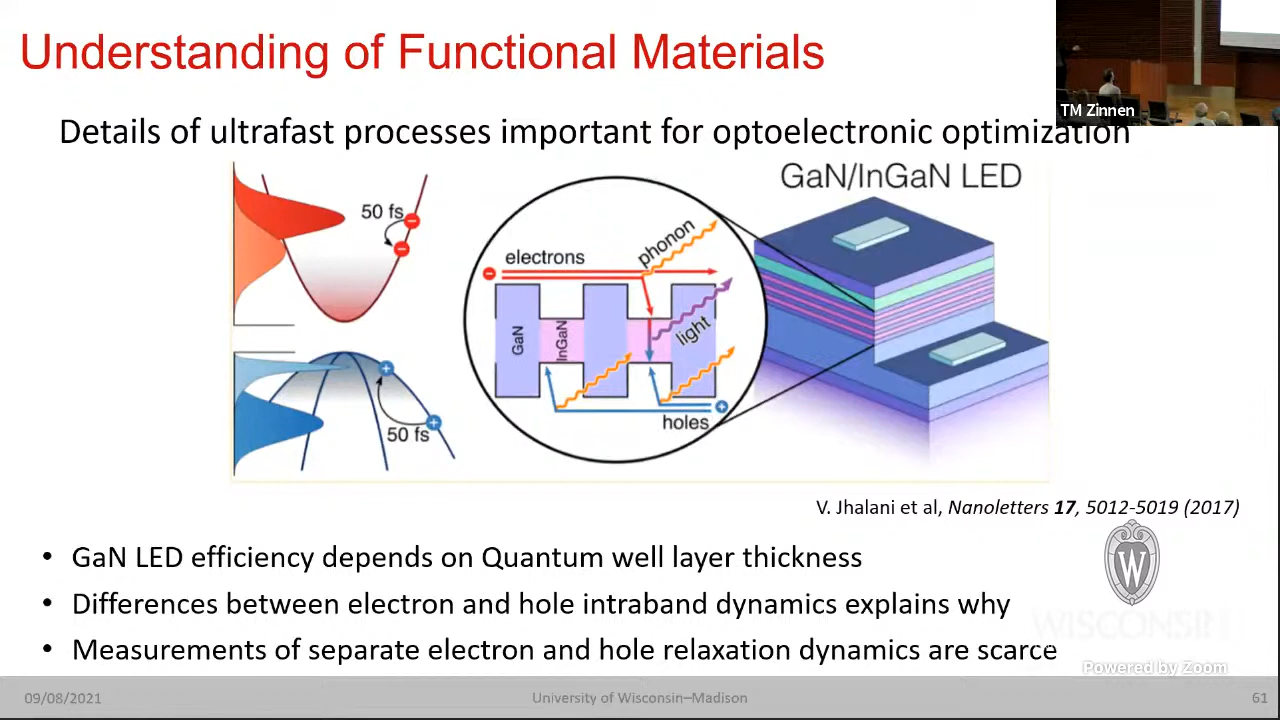 Understanding of Functional Materials
TM Zinnen
Details of ultrafast processes important for optoelectronic optimization
GaN/InGaN LED
50 fs
phonon
electrons
GaN
InGaN
light
holes
50 fs
V. Jhalani et al, Nanoletters 17, 5012-5019 (2017)
• GaN LED efficiency depends on Quantum well layer thickness
• Differences between electron and hole intraband dynamics explains why
• Measurements of separate electron and hole relaxation dynamics are scarce
W
WISCONSIN
Powered by Zoom
09/08/2021
University of Wisconsin–Madison
61